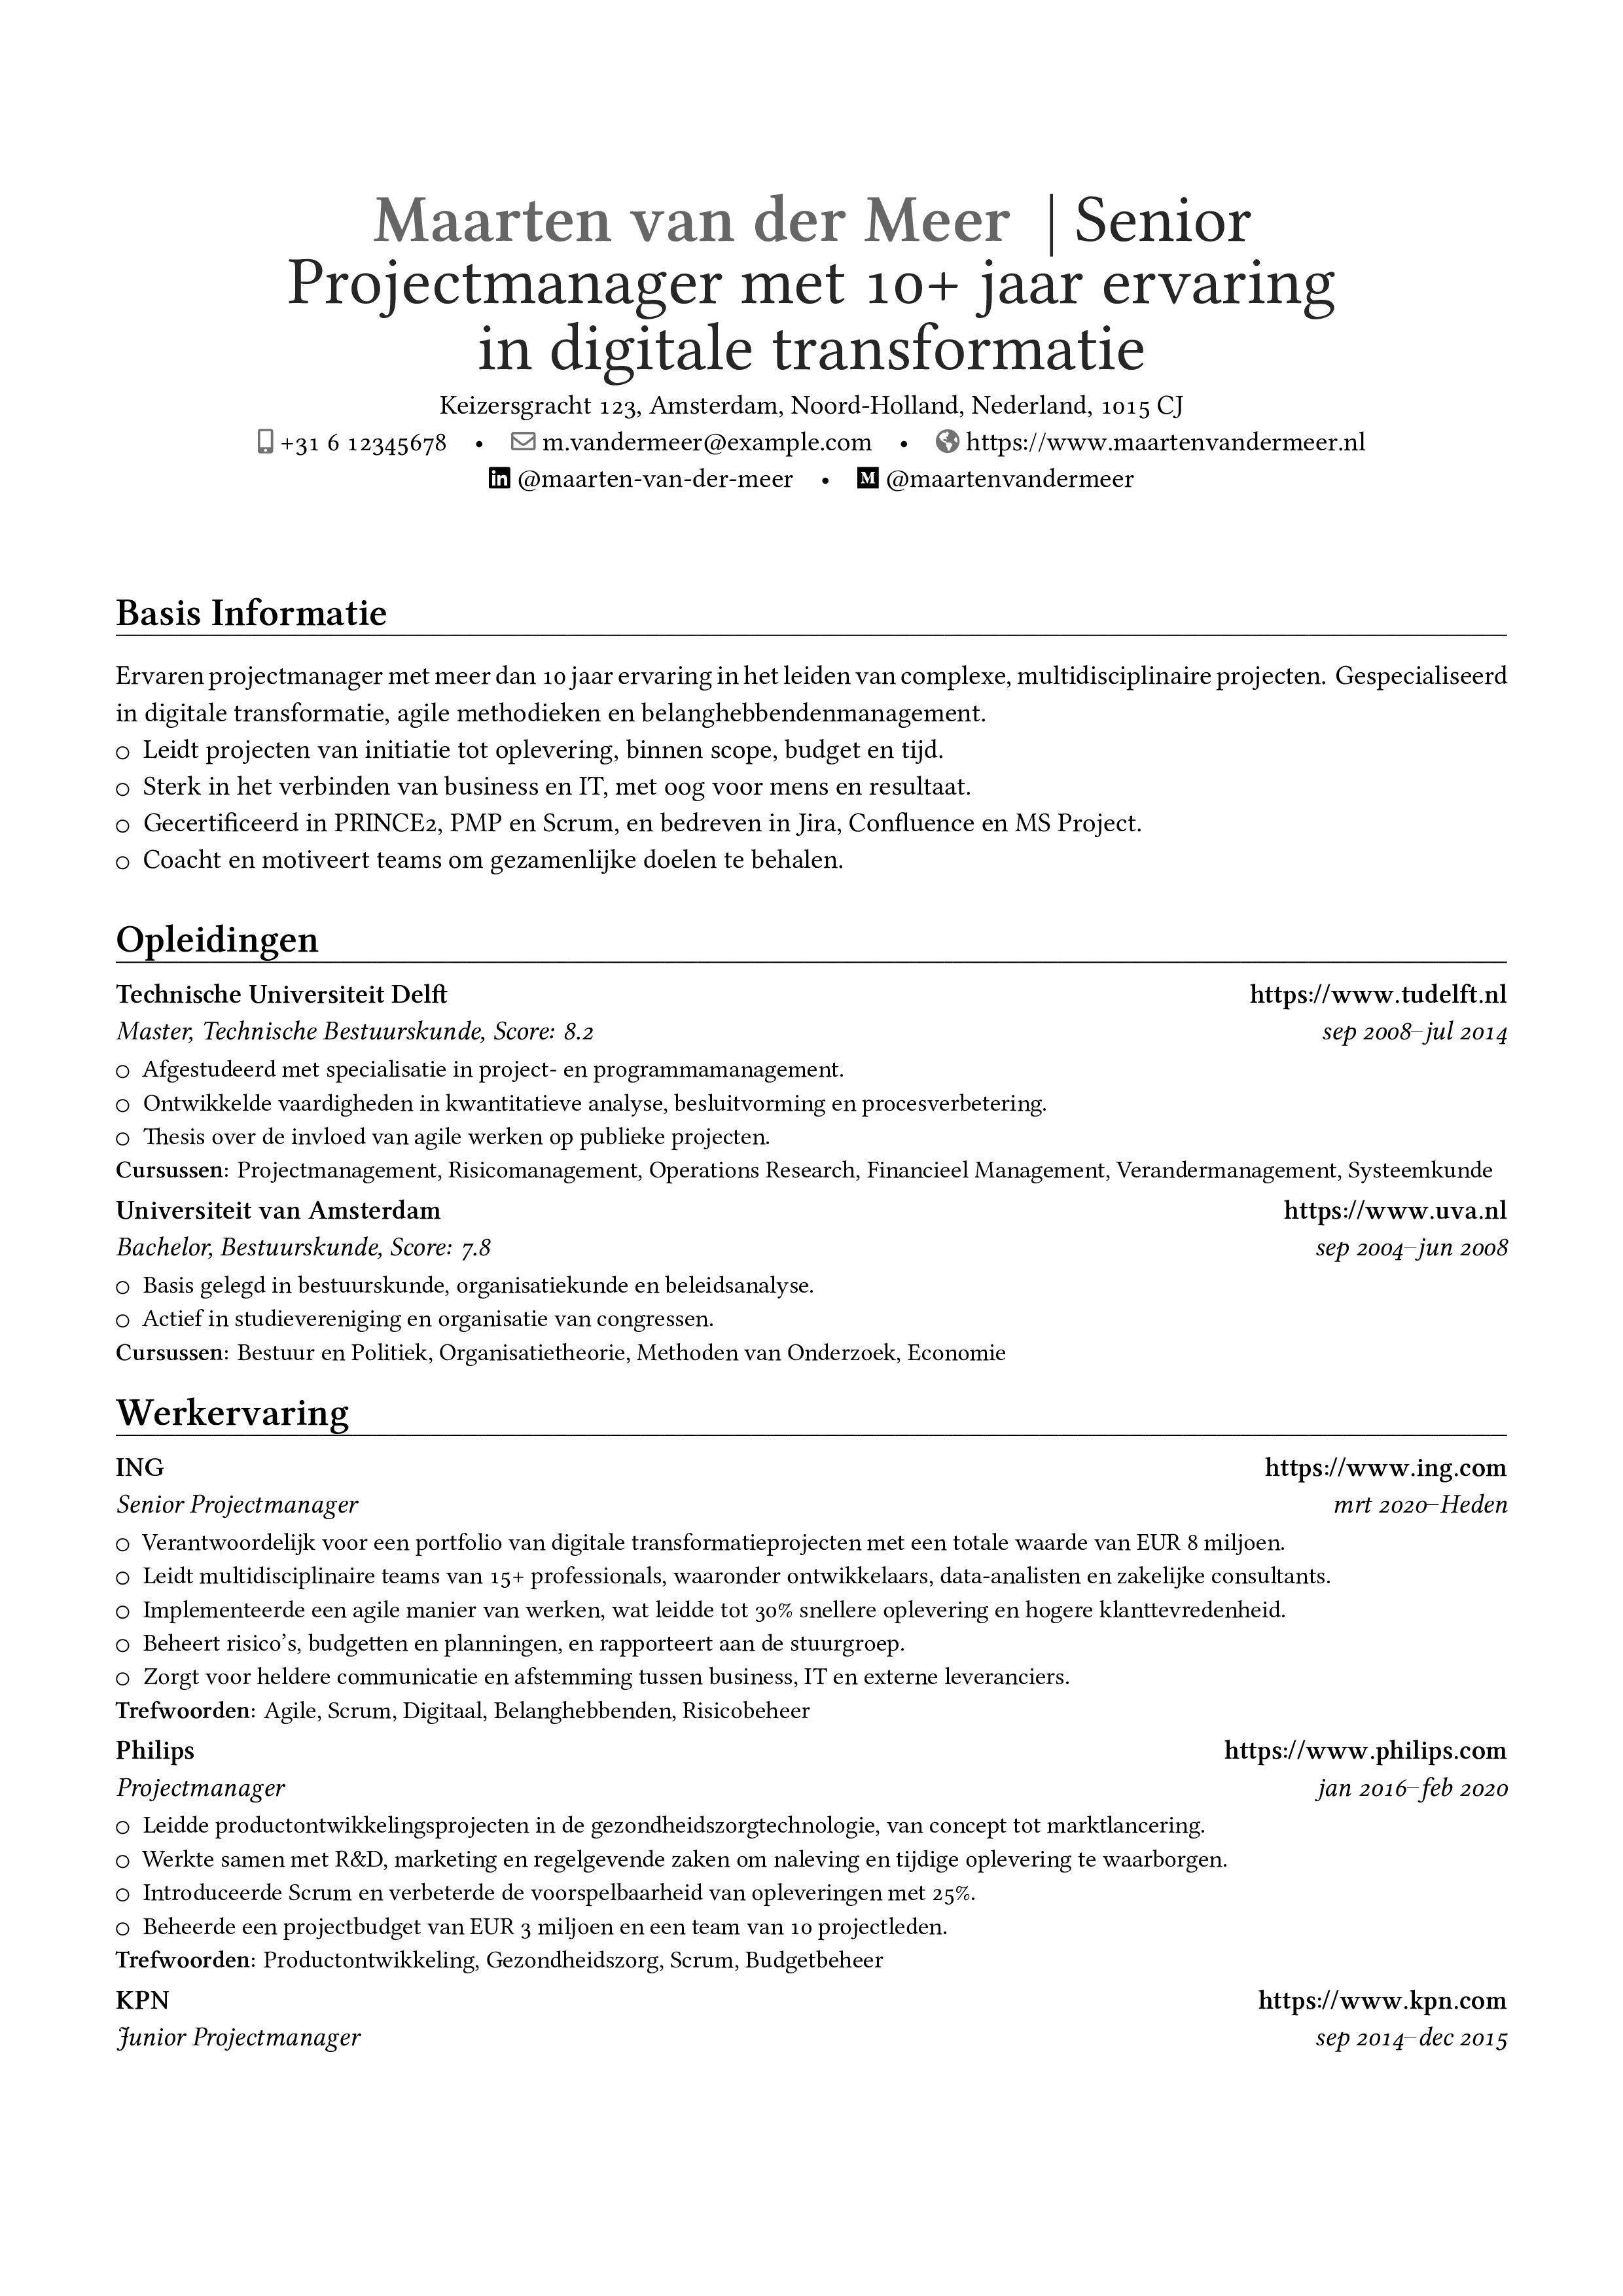 Maarten van der Meer | Senior
Projectmanager met 10+ jaar ervaring
in digitale transformatie
Keizersgracht 123, Amsterdam, Noord-Holland, Nederland, 1015 CJ
+31 6 12345678 • m.vandermeer@example.com • https://www.maartenvandermeer.nl
@maarten-van-der-meer • @maartenvandermeer
Basis Informatie
Ervaren projectmanager met meer dan 10 jaar ervaring in het leiden van complexe, multidisciplinaire projecten. Gespecialiseerd
in digitale transformatie, agile methodieken en belanghebbendenmanagement.
○ Leidt projecten van initiatie tot oplevering, binnen scope, budget en tijd.
○ Sterk in het verbinden van business en IT, met oog voor mens en resultaat.
○ Gecertificeerd in PRINCE2, PMP en Scrum, en bedreven in Jira, Confluence en MS Project.
○ Coacht en motiveert teams om gezamenlijke doelen te behalen.
Opleidingen
Technische Universiteit Delft https://www.tudelft.nl
Master, Technische Bestuurskunde, Score: 8.2 sep 2008–jul 2014
○ Afgestudeerd met specialisatie in project- en programmamanagement.
○ Ontwikkelde vaardigheden in kwantitatieve analyse, besluitvorming en procesverbetering.
○ Thesis over de invloed van agile werken op publieke projecten.
Cursussen: Projectmanagement, Risicomanagement, Operations Research, Financieel Management, Verandermanagement, Systeemkunde
Universiteit van Amsterdam https://www.uva.nl
Bachelor, Bestuurskunde, Score: 7.8 sep 2004–jun 2008
○ Basis gelegd in bestuurskunde, organisatiekunde en beleidsanalyse.
○ Actief in studievereniging en organisatie van congressen.
Cursussen: Bestuur en Politiek, Organisatietheorie, Methoden van Onderzoek, Economie
Werkervaring
ING https://www.ing.com
Senior Projectmanager mrt 2020–Heden
○ Verantwoordelijk voor een portfolio van digitale transformatieprojecten met een totale waarde van EUR 8 miljoen.
○ Leidt multidisciplinaire teams van 15+ professionals, waaronder ontwikkelaars, data-analisten en zakelijke consultants.
○ Implementeerde een agile manier van werken, wat leidde tot 30% snellere oplevering en hogere klanttevredenheid.
○ Beheert risico's, budgetten en planningen, en rapporteert aan de stuurgroep.
○ Zorgt voor heldere communicatie en afstemming tussen business, IT en externe leveranciers.
Trefwoorden: Agile, Scrum, Digitaal, Belanghebbenden, Risicobeheer
Philips https://www.philips.com
Projectmanager jan 2016–feb 2020
○ Leidde productontwikkelingsprojecten in de gezondheidszorgtechnologie, van concept tot marktlancering.
○ Werkte samen met R&D, marketing en regelgevende zaken om naleving en tijdige oplevering te waarborgen.
○ Introduceerde Scrum en verbeterde de voorspelbaarheid van opleveringen met 25%.
○ Beheerde een projectbudget van EUR 3 miljoen en een team van 10 projectleden.
Trefwoorden: Productontwikkeling, Gezondheidszorg, Scrum, Budgetbeheer
KPN https://www.kpn.com
Junior Projectmanager sep 2014–dec 2015